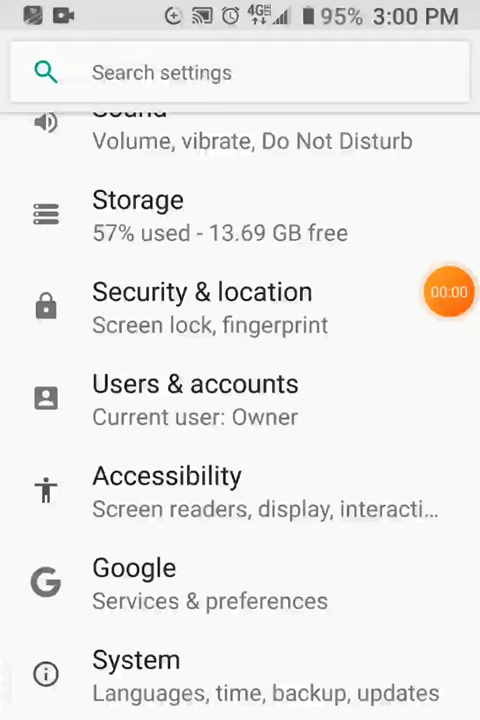 4GE 95% 3:00 PM
Search settings
Sound
Volume, vibrate, Do Not Disturb
Storage
57% used - 13.69 GB free
Security & location
Screen lock, fingerprint
00:00
Users & accounts
Current user: Owner
Accessibility
Screen readers, display, interacti…
Google
Services & preferences
System
Languages, time, backup, updates